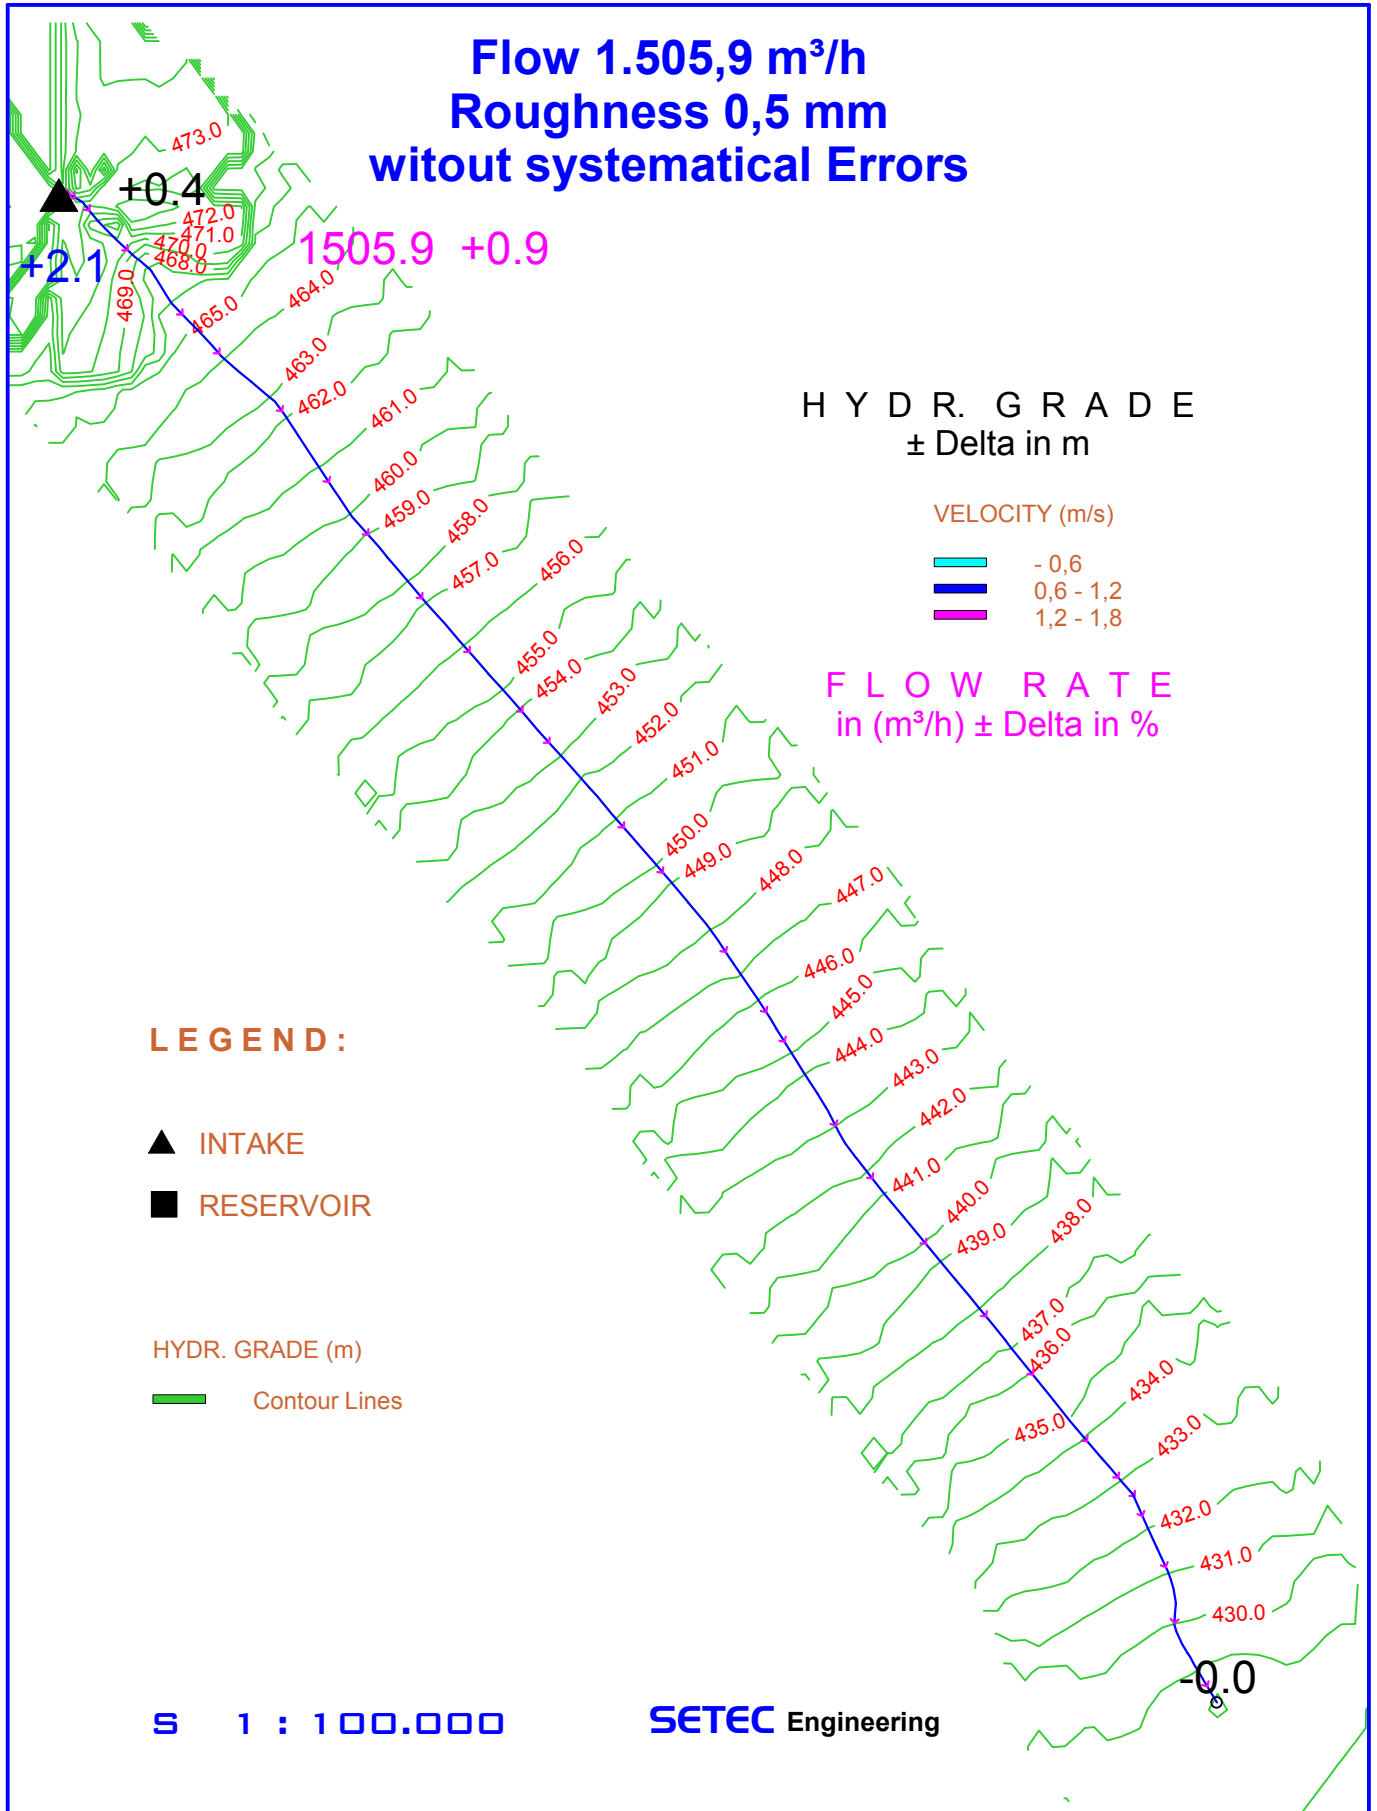 Flow 1.505,9 m³/h
Roughness 0,5 mm
witout systematical Errors
473.0
+0.4
472.0
471.0
470.0
468.0
+2.1
1505.9 +0.9
469.0
465.0
464.0
463.0
462.0
461.0
460.0
459.0
458.0
457.0
456.0
455.0
454.0
453.0
452.0
451.0
450.0
449.0
448.0
447.0
446.0
445.0
444.0
443.0
442.0
441.0
440.0
439.0
438.0
437.0
436.0
435.0
434.0
433.0
432.0
431.0
430.0
-0.0
HYDR. GRADE
± Delta in m
VELOCITY (m/s)
- 0,6
0,6 - 1,2
1,2 - 1,8
FLOW RATE
in (m³/h) ± Delta in %
LEGEND:
INTAKE
RESERVOIR
HYDR. GRADE (m)
Contour Lines
S 1 : 100.000
SETEC Engineering